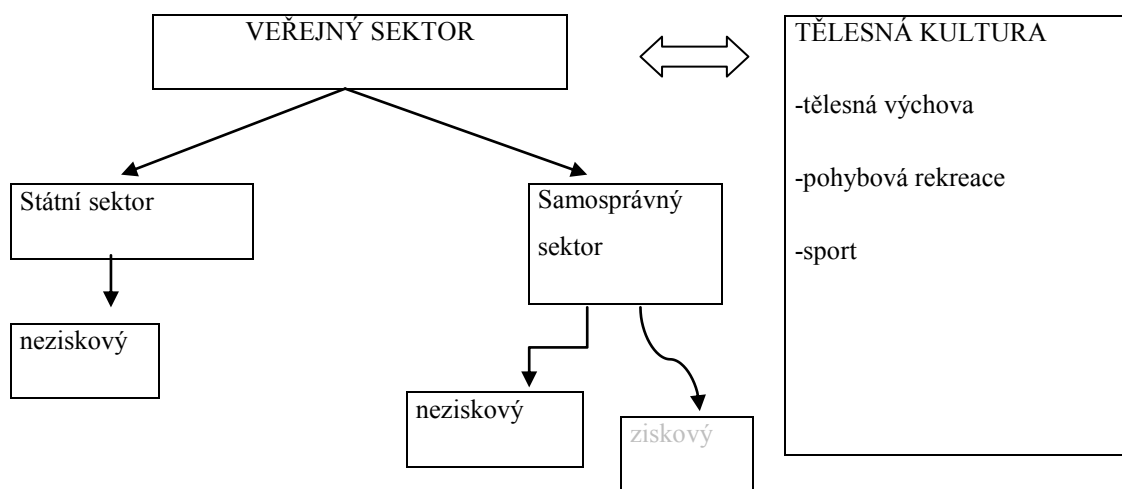 VEŘEJNÝ SEKTOR
TĚLESNÁ KULTURA
-tělesná výchova
-pohybová rekreace
-sport
Státní sektor
Samosprávný
sektor
neziskový
neziskový
ziskový